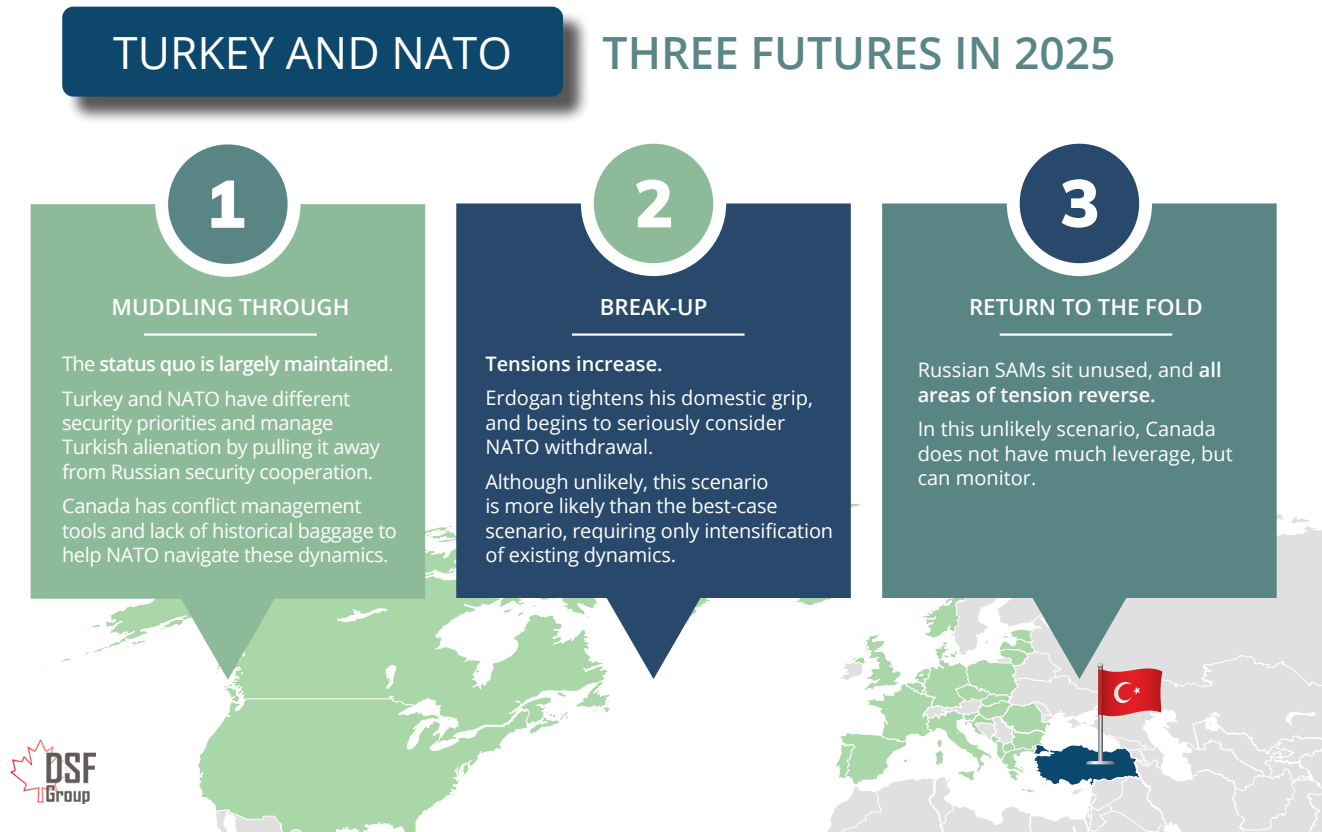 TURKEY AND NATO
THREE FUTURES IN 2025
1
MUDDLING THROUGH
The status quo is largely maintained.
Turkey and NATO have different
security priorities and manage
Turkish alienation by pulling it away
from Russian security cooperation.
Canada has conflict management
tools and lack of historical baggage to
help NATO navigate these dynamics.
2
BREAK-UP
Tensions increase.
Erdogan tightens his domestic grip,
and begins to seriously consider
NATO withdrawal.
Although unlikely, this scenario
is more likely than the best-case
scenario, requiring only intensification
of existing dynamics.
3
RETURN TO THE FOLD
Russian SAMs sit unused, and all
areas of tension reverse.
In this unlikely scenario, Canada
does not have much leverage, but
can monitor.
DSF
Group